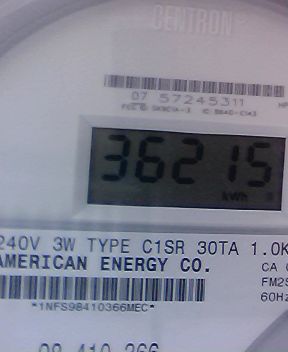 CENTRON
07 57245311
36215
kWh
240V 3W TYPE C1SR 30TA 1.0K
AMERICAN ENERGY CO.
CA
FM2S
60Hz
*1NFS98410366MEC*
98 410 366